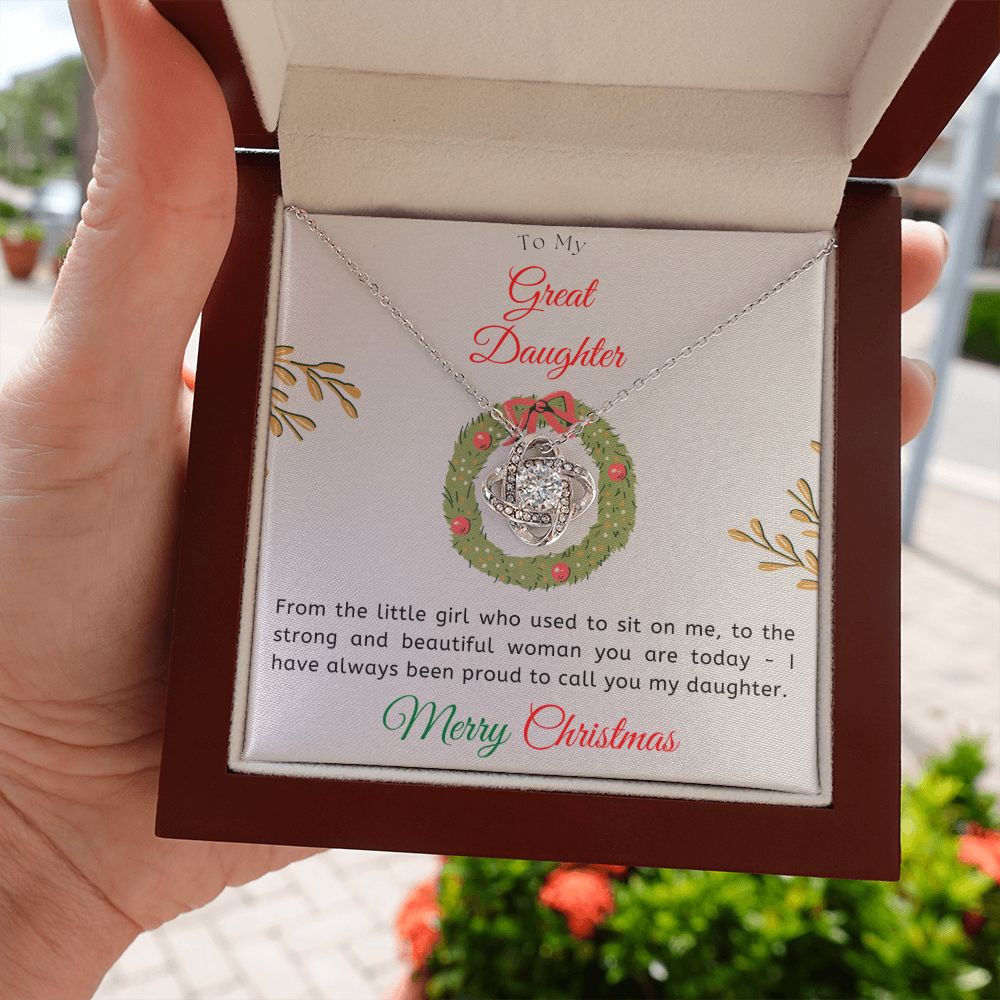 To My
Great
Daughter
From the little girl who used to sit on me, to the
strong and beautiful woman you are today - I
have always been proud to call you my daughter.
Merry Christmas